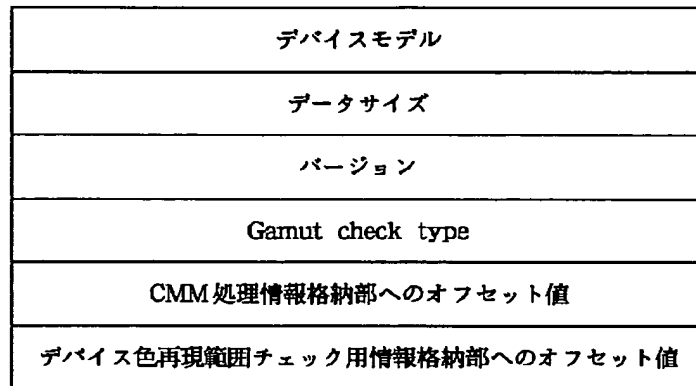 デバイスモデル
データサイズ
バージョン
Gamut check type
CMM処理情報格納部へのオフセット値
デバイス色再現範囲チェック用情報格納部へのオフセット値